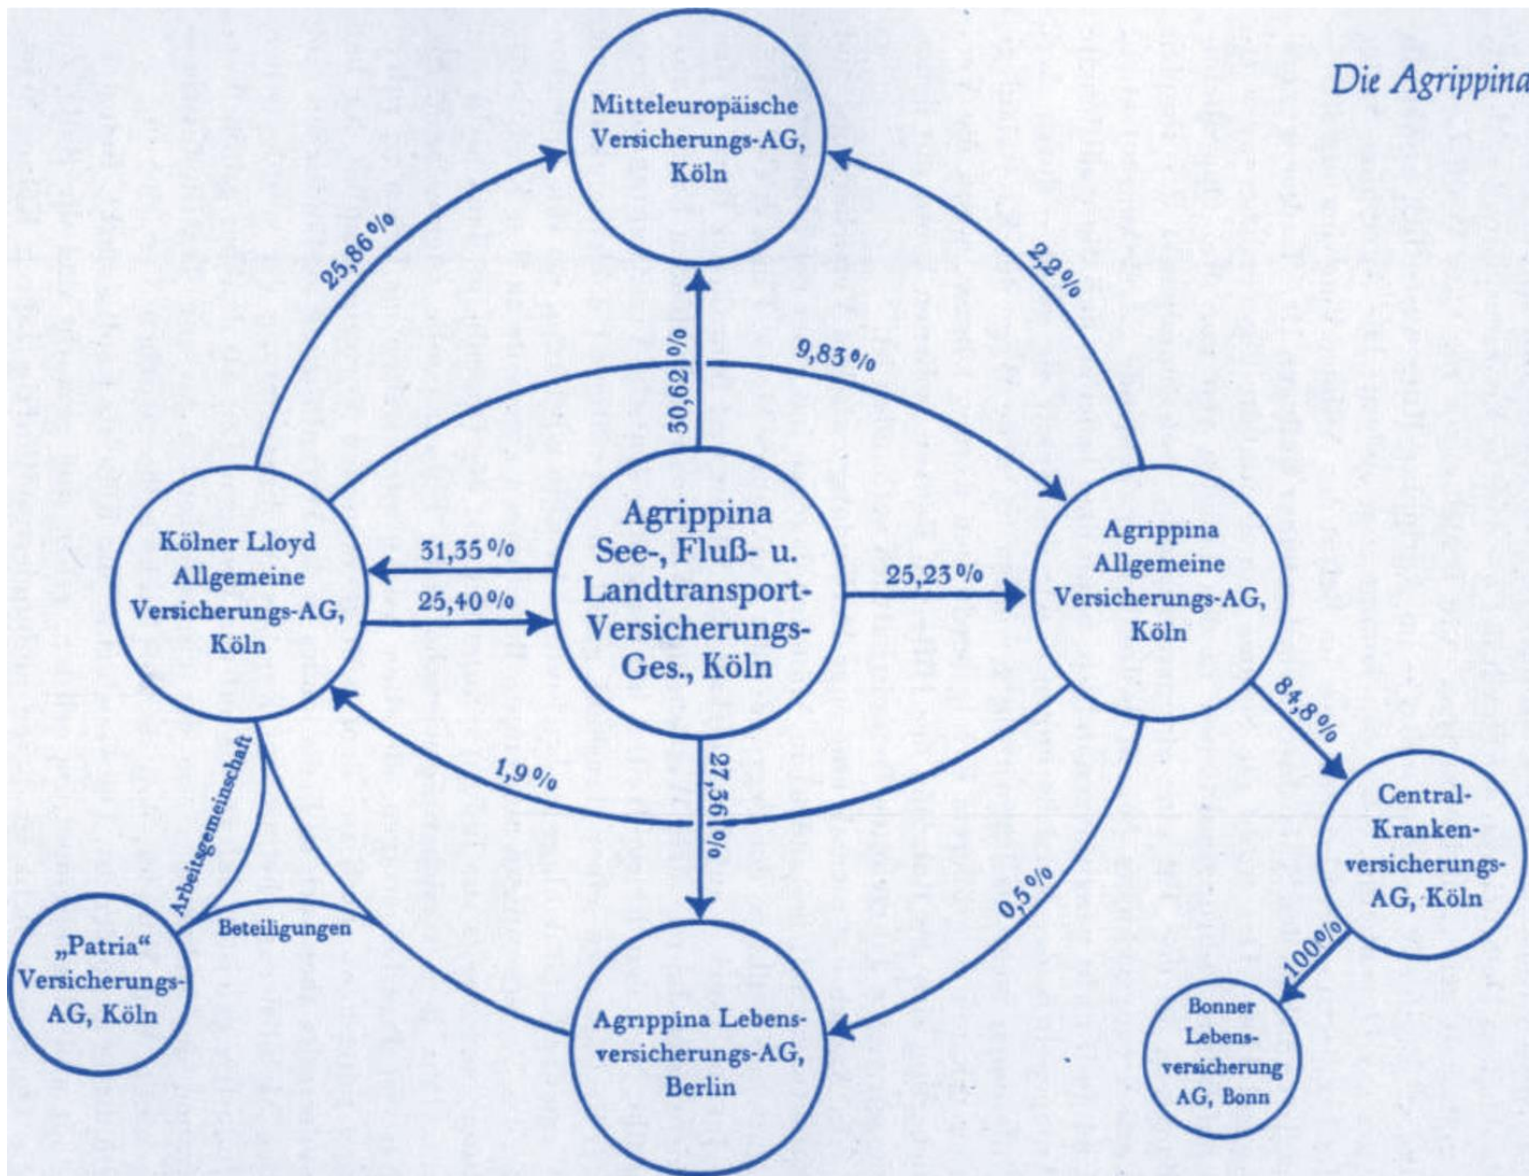 Die Agrippina
Mitteleuropäische
Versicherungs-AG,
Köln
25,86%
2,2%
30,62%
9,83%
Kölner Lloyd
Allgemeine
Versicherungs-AG,
Köln
31,35%
25,40%
Agrippina
See-, Fluß- u.
Landtransport-
Versicherungs-
Ges., Köln
25,23%
Agrippina
Allgemeine
Versicherungs-AG,
Köln
84,8%
1,9%
27,36%
0,5%
Arbeitsgemeinschaft
Beteiligungen
„Patria“
Versicherungs-
AG, Köln
Agrippina Lebens-
versicherungs-AG,
Berlin
Central-
Kranken-
versicherungs-
AG, Köln
100%
Bonner
Lebens-
versicherung
AG, Bonn